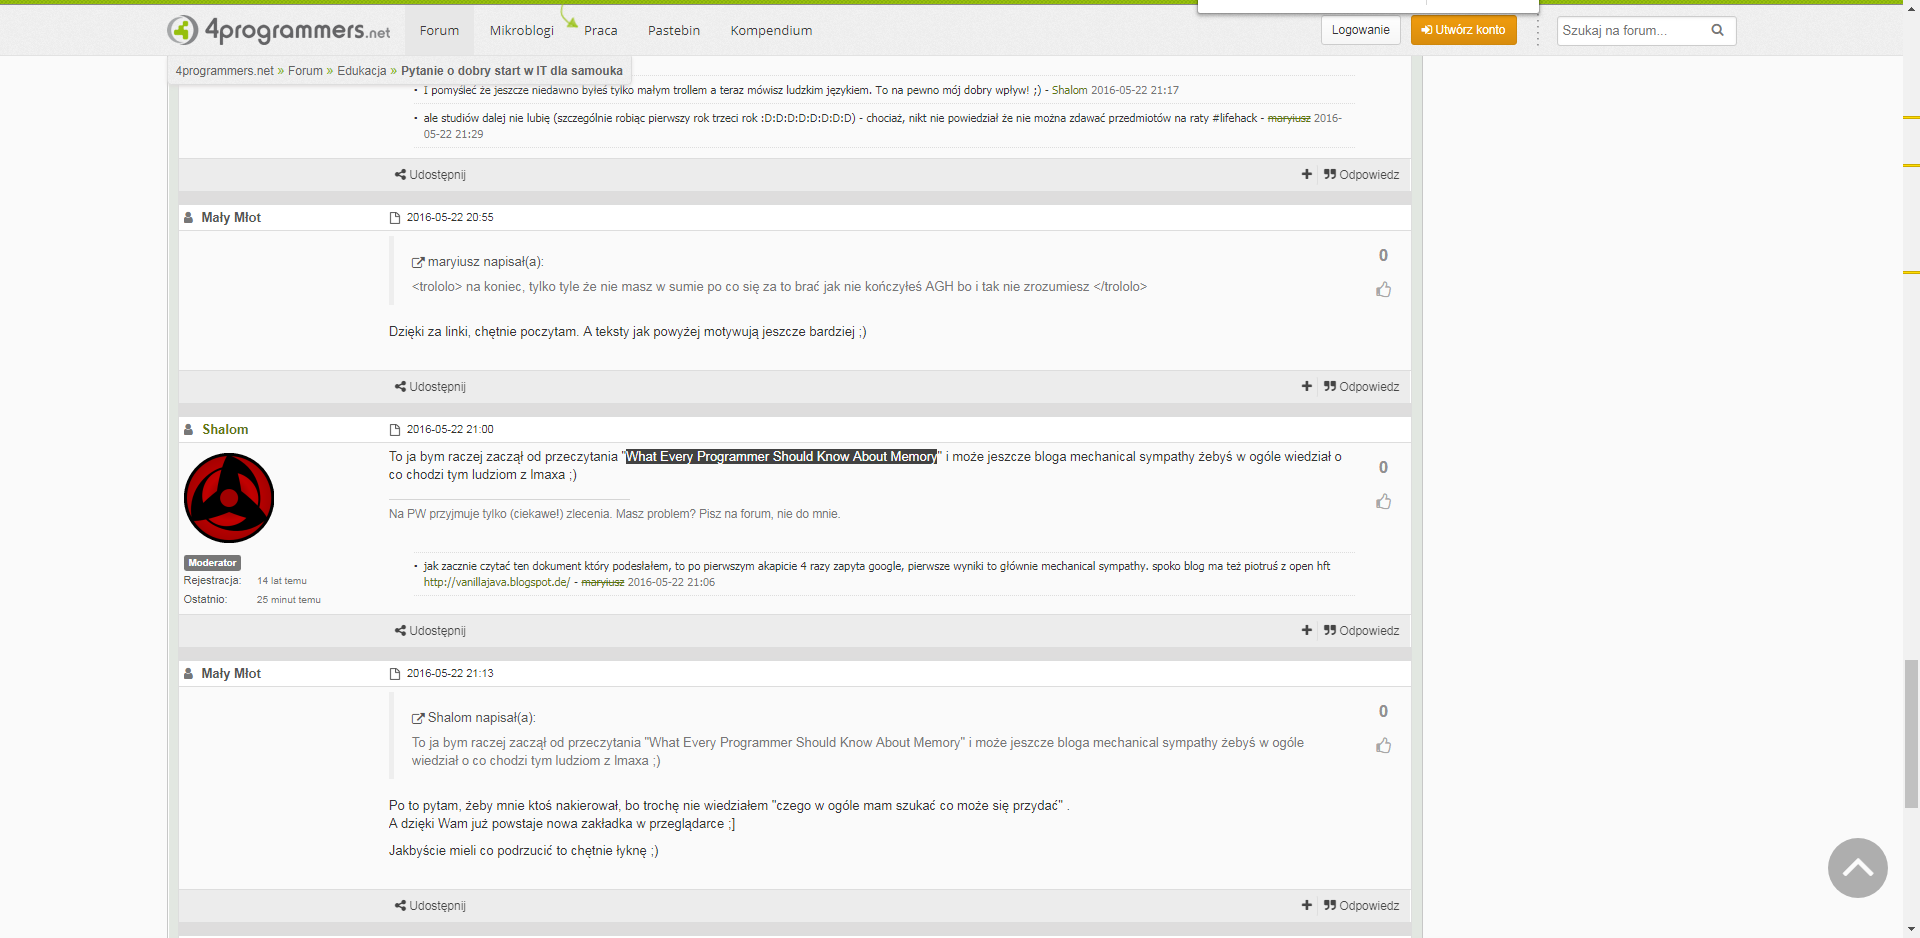 4programmers.net Forum Mikroblogi Praca Pastebin Kompendium Logowanie Utwórz konto Szukaj na forum...
4programmers.net » Forum » Edukacja » Pytanie o dobry start w IT dla samouka
• I pomyśleć że jeszcze niedawno byłeś tylko małym trollem a teraz mówisz ludzkim językiem. To na pewno mój dobry wpływ! ;) - Shalom 2016-05-22 21:17
• ale studiów dalej nie lubię (szczególnie robiąc pierwszy rok trzeci rok :D:D:D:D:D:D:D:D) - chociaż, nikt nie powiedział że nie można zdawać przedmiotów na raty #lifehack - maryiusz 2016-
05-22 21:29
Udostępnij Odpowiedz
Mały Młot 2016-05-22 20:55
0
maryiusz napisał(a):
<trololo> na koniec, tylko tyle że nie masz w sumie po co się za to brać jak nie kończyłeś AGH bo i tak nie zrozumiesz </trololo>
Dzięki za linki, chętnie poczytam. A teksty jak powyżej motywują jeszcze bardziej ;)
Udostępnij Odpowiedz
Shalom 2016-05-22 21:00
To ja bym raczej zaczął od przeczytania "What Every Programmer Should Know About Memory" i może jeszcze bloga mechanical sympathy żebyś w ogóle wiedział o
co chodzi tym ludziom z lmaxa ;)
0
Na PW przyjmuje tylko (ciekawe!) zlecenia. Masz problem? Pisz na forum, nie do mnie.
Moderator
Rejestracja: 14 lat temu
Ostatnio: 25 minut temu
• jak zacznie czytać ten dokument który podesłałem, to po pierwszym akapicie 4 razy zapyta google, pierwsze wyniki to głównie mechanical sympathy. spoko blog ma też piotruś z open hft
http://vanillajava.blogspot.de/ - maryiusz 2016-05-22 21:06
Udostępnij Odpowiedz
Mały Młot 2016-05-22 21:13
0
Shalom napisał(a):
To ja bym raczej zaczął od przeczytania "What Every Programmer Should Know About Memory" i może jeszcze bloga mechanical sympathy żebyś w ogóle
wiedział o co chodzi tym ludziom z lmaxa ;)
Po to pytam, żeby mnie ktoś nakierował, bo trochę nie wiedziałem "czego w ogóle mam szukać co może się przydać" .
A dzięki Wam już powstaje nowa zakładka w przeglądarce ;]
Jakbyście mieli co podrzucić to chętnie łyknę ;)
Udostępnij Odpowiedz